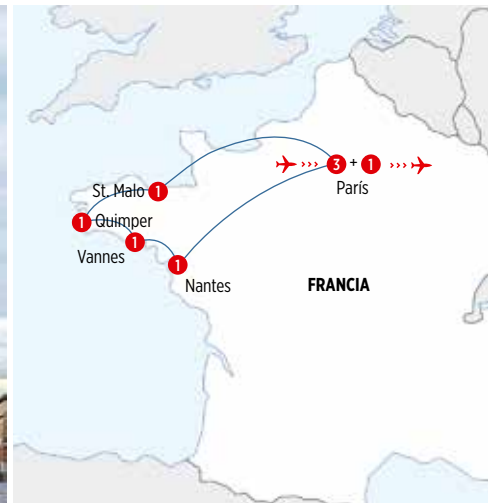 3 + 1
París
St. Malo 1
1 Quimper
1
Vannes
1
Nantes
FRANCIA